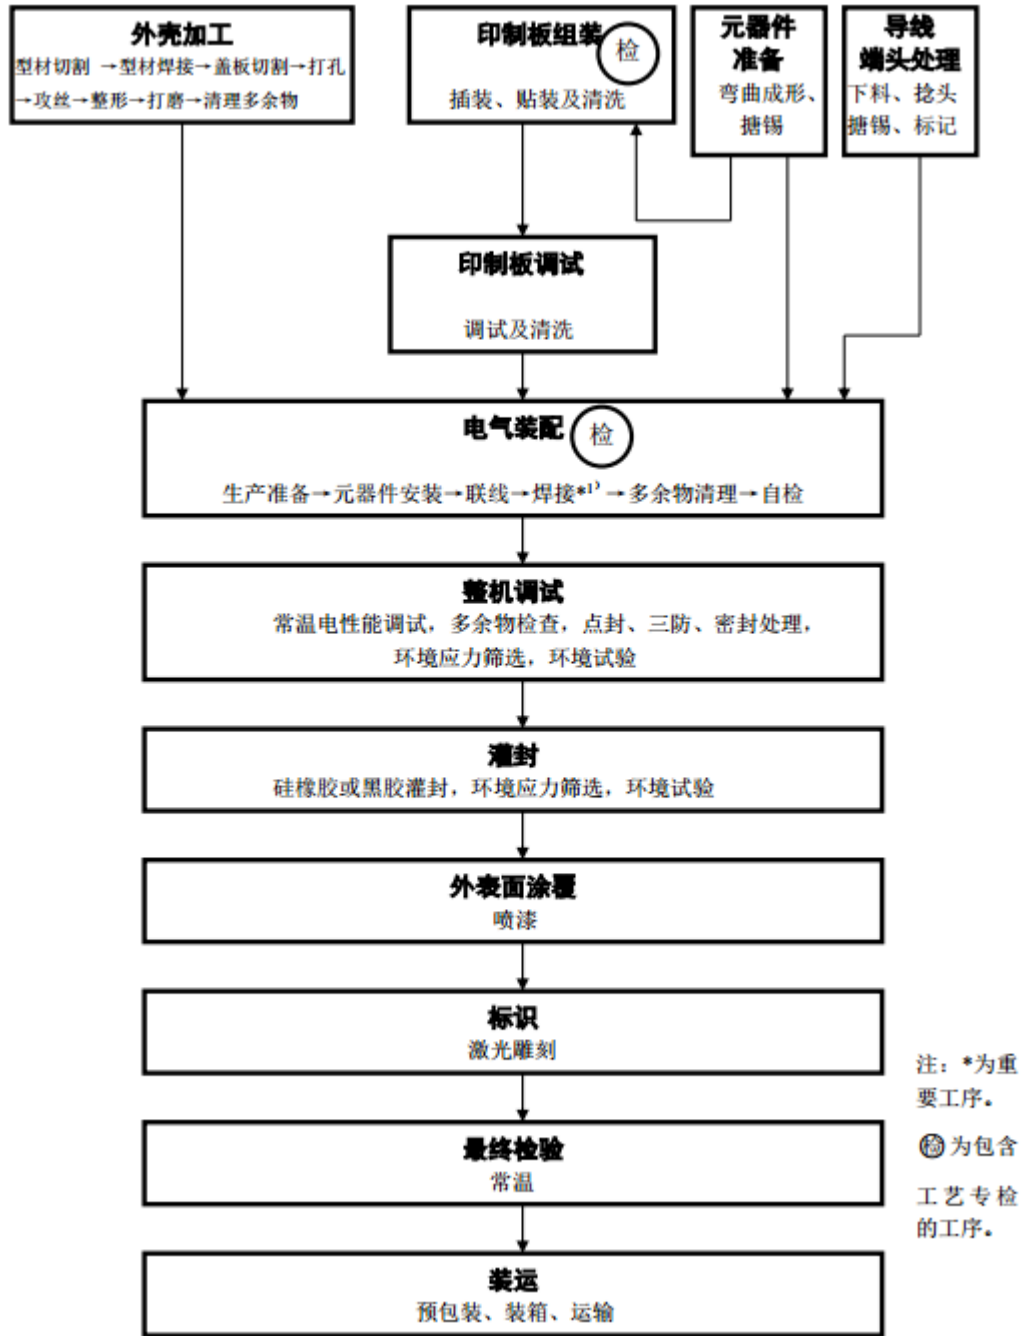 外壳加工
型材切割 →型材焊接→盖板切割→打孔
→攻丝→整形→打磨→清理多余物
印制板组装
检
插装、贴装及清洗
元器件
准备
弯曲成形、
搪锡
导线
端头处理
下料、捻头
搪锡、标记
印制板调试
调试及清洗
电气装配
检
生产准备→元器件安装→联线→焊接*1)→多余物清理→自检
整机调试
常温电性能调试，多余物检查，点封、三防、密封处理，
环境应力筛选，环境试验
灌封
硅橡胶或黑胶灌封，环境应力筛选，环境试验
外表面涂覆
喷漆
标识
激光雕刻
最终检验
常温
装运
预包装、装箱、运输
注：*为重
要工序。
检为包含
工艺专检
的工序。